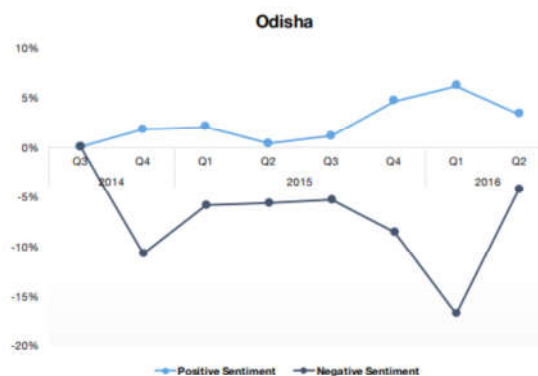 Odisha
10%
5%
0%
Q3 Q4 Q1 Q2 Q3 Q4 Q1 Q2
2014 2015 2016
-5%
-10%
-15%
-20%
Positive Sentiment Negative Sentiment